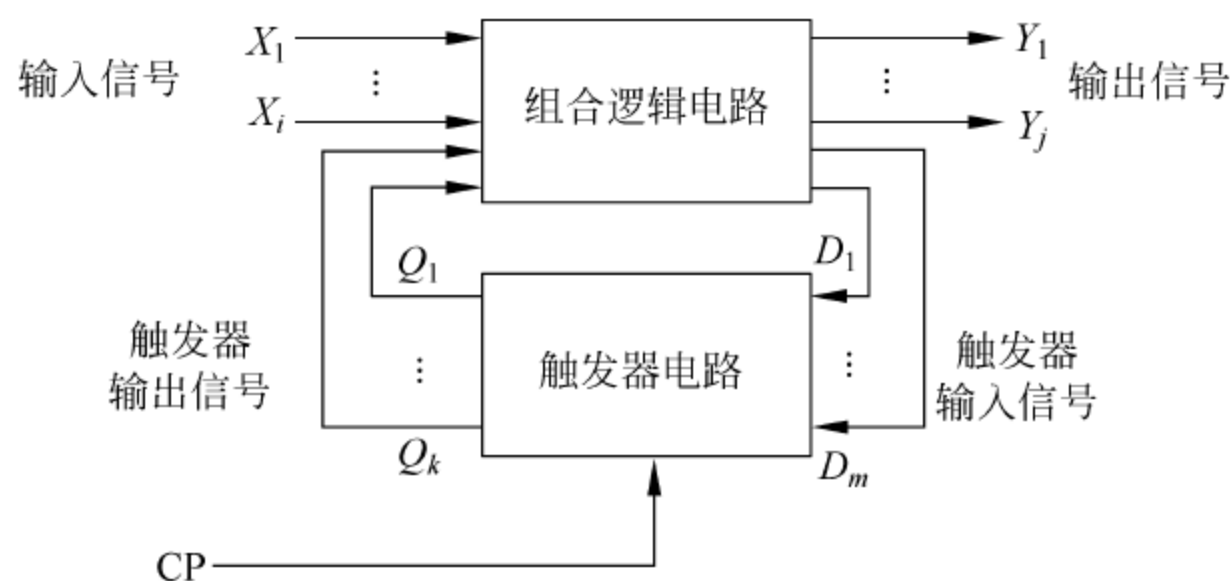 输入信号
X1
⋮
Xi
组合逻辑电路
Y1
⋮
Yj
输出信号
Q1
D1
触发器
输出信号
⋮
触发器电路
⋮
触发器
输入信号
Qk
Dm
CP